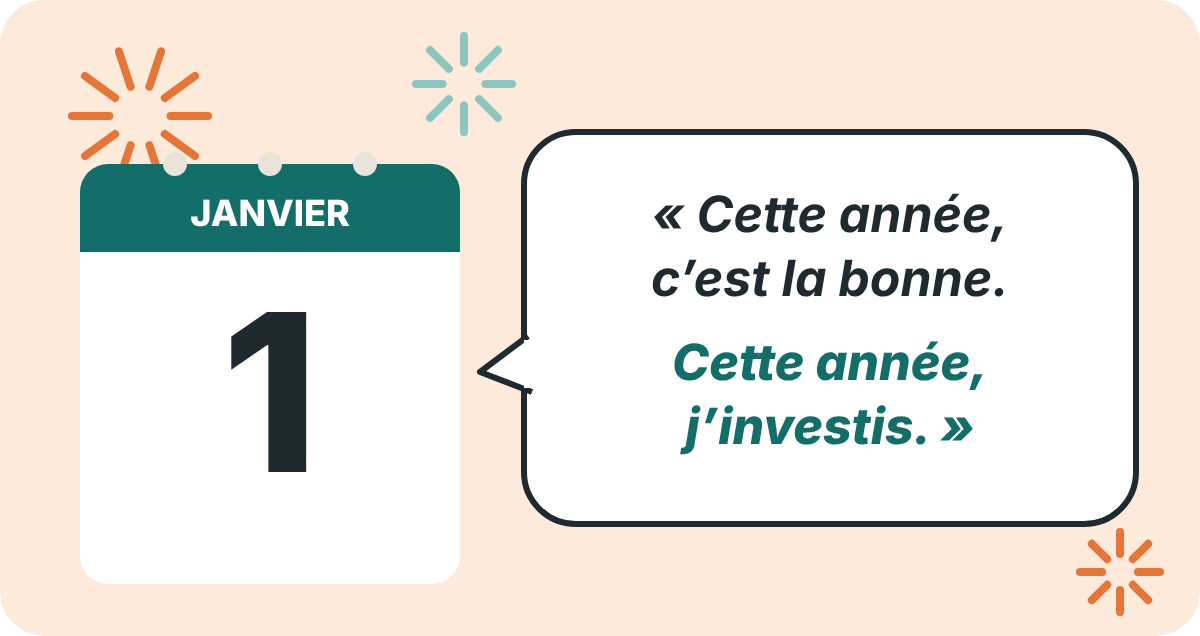 JANVIER
1
« Cette année,
c’est la bonne.
Cette année,
j’investis. »